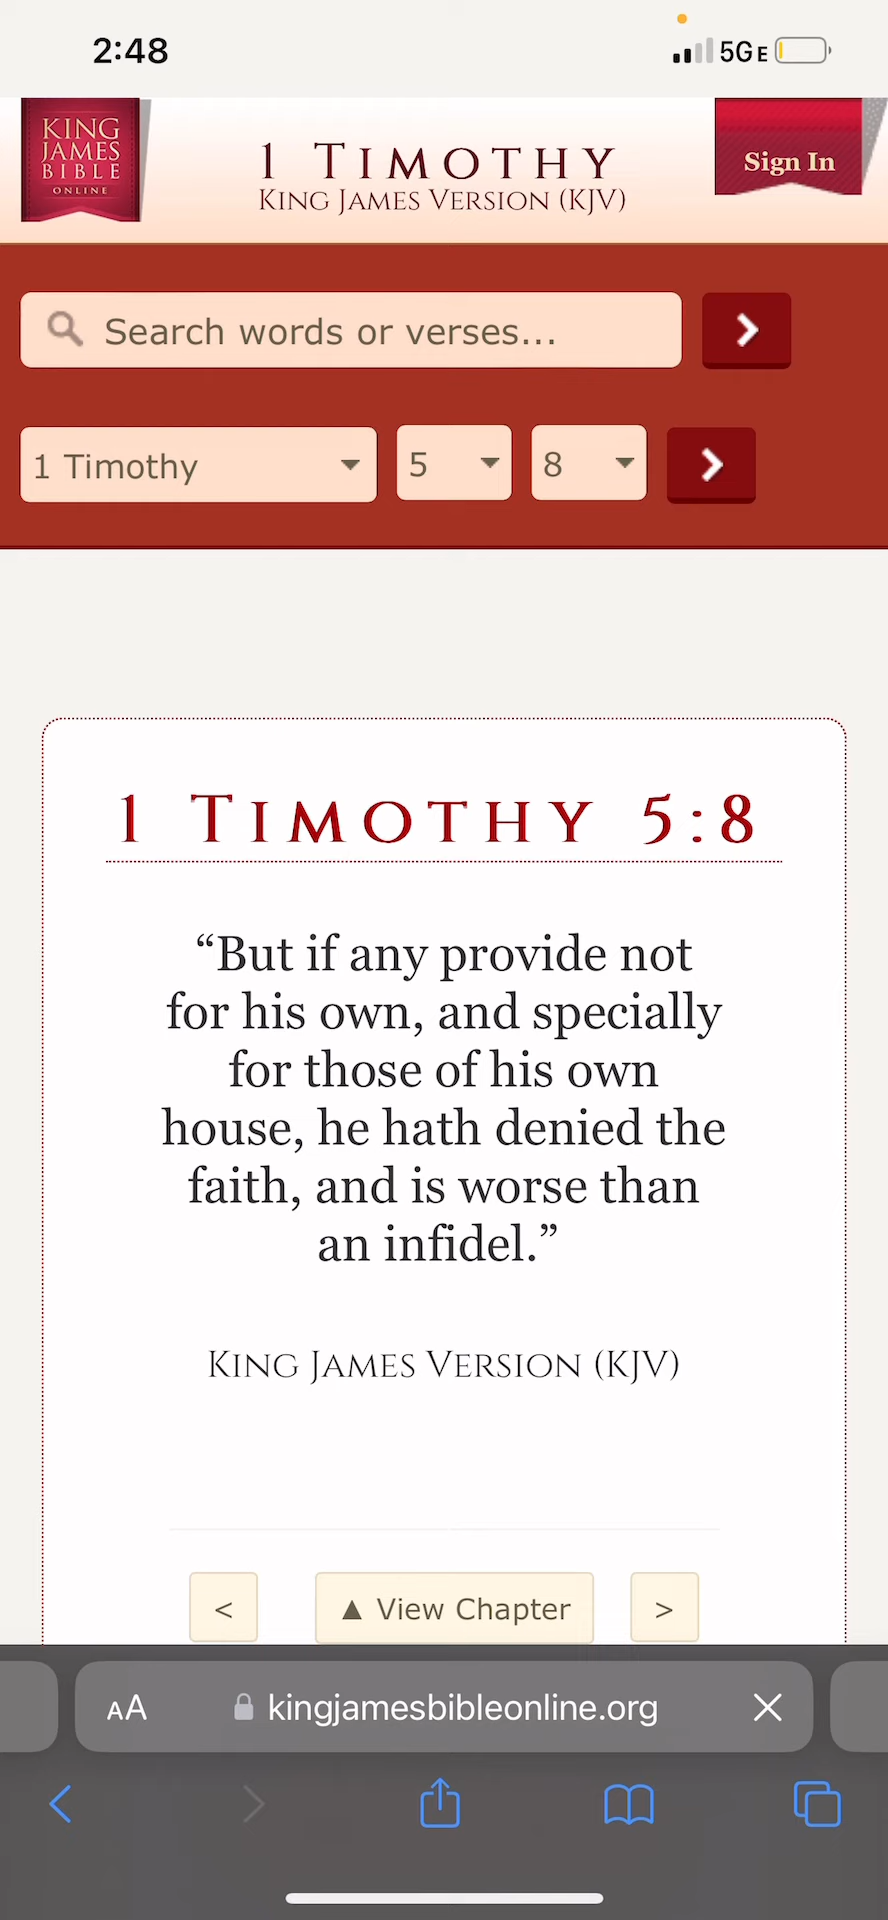 2:48
5GE
KING
JAMES
BIBLE
ONLINE
1 TIMOTHY
KING JAMES VERSION (KJV)
Sign In
Search words or verses...
1 Timothy
5
8
1 TIMOTHY 5:8
“But if any provide not
for his own, and specially
for those of his own
house, he hath denied the
faith, and is worse than
an infidel.”
KING JAMES VERSION (KJV)
<
▲ View Chapter
>
AA
kingjamesbibleonline.org